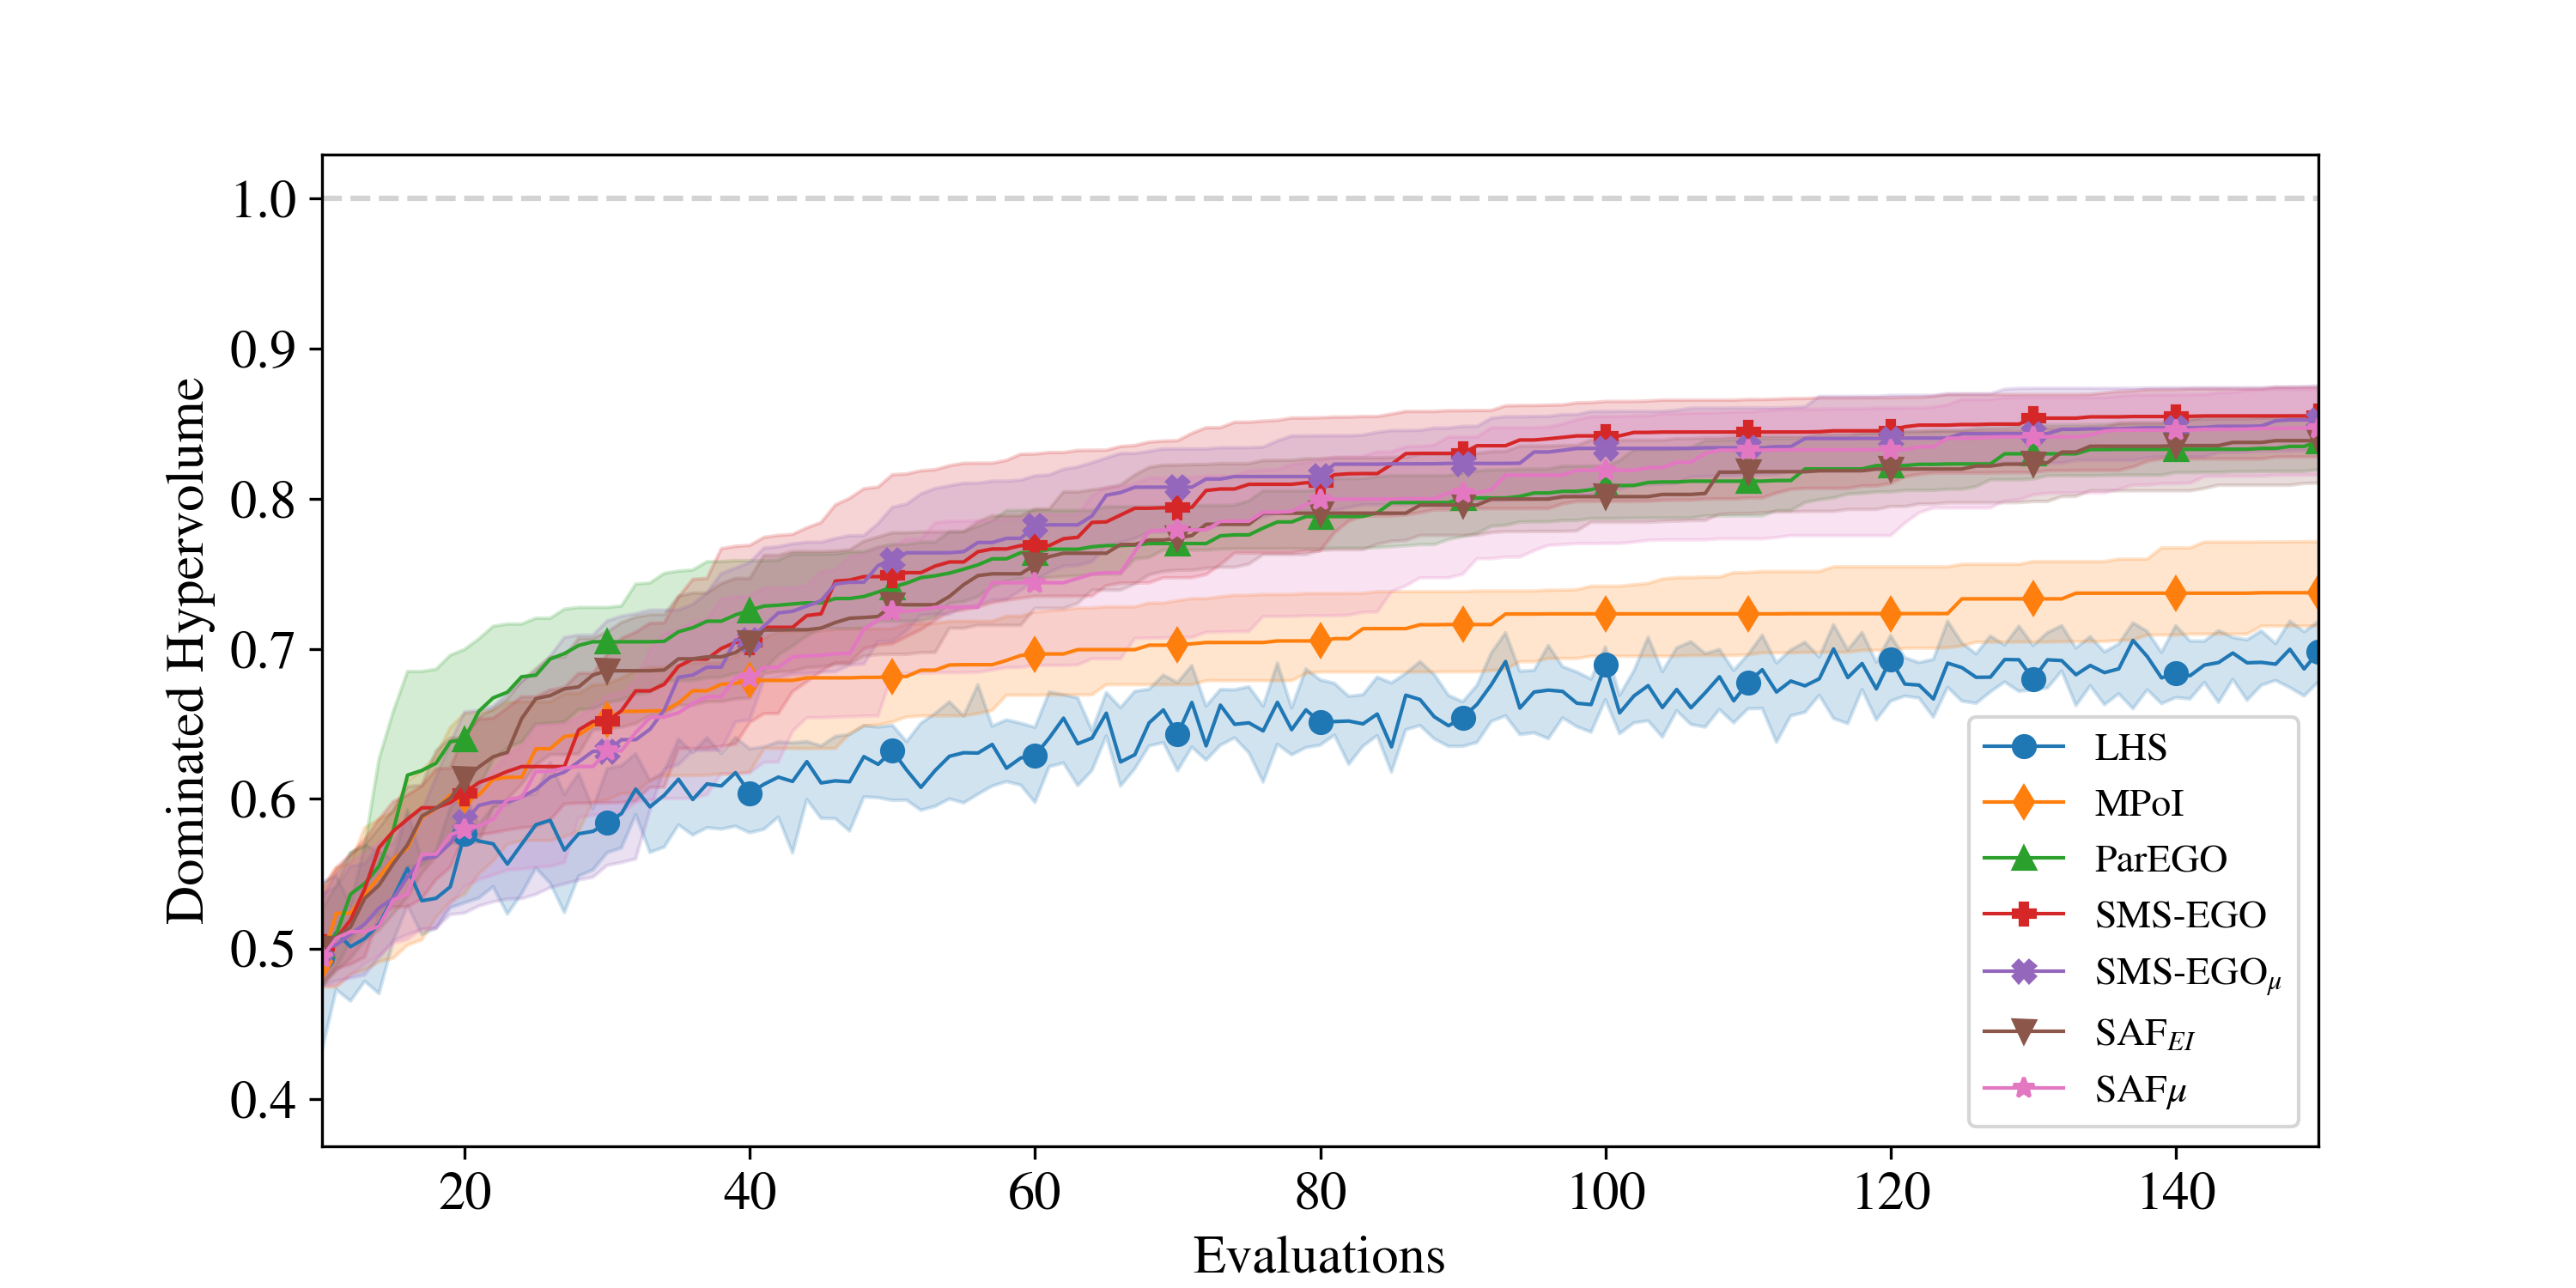 1.0
0.9
0.8
0.7
0.6
0.5
0.4
Dominated Hypervolume
20 40 60 80 100 120 140
Evaluations
LHS
MPoI
ParEGO
SMS-EGO
SMS-EGOμ
SAFEI
SAFμ